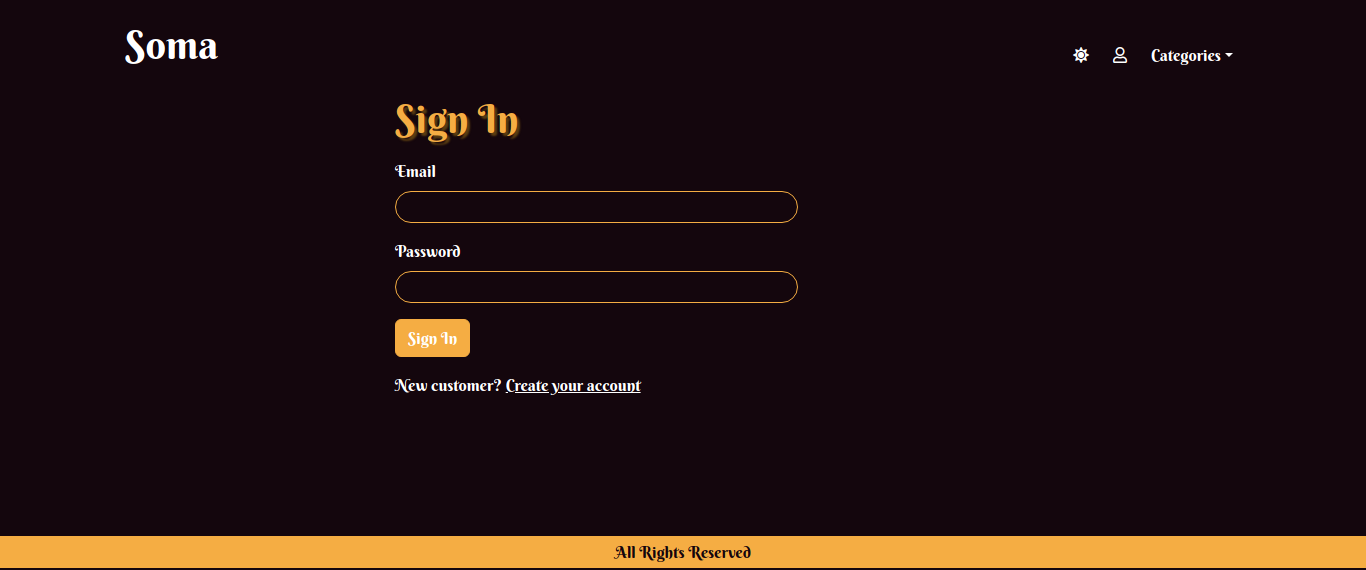 Soma
Categories
Sign In
Email
Password
Sign In
New customer? Create your account
All Rights Reserved